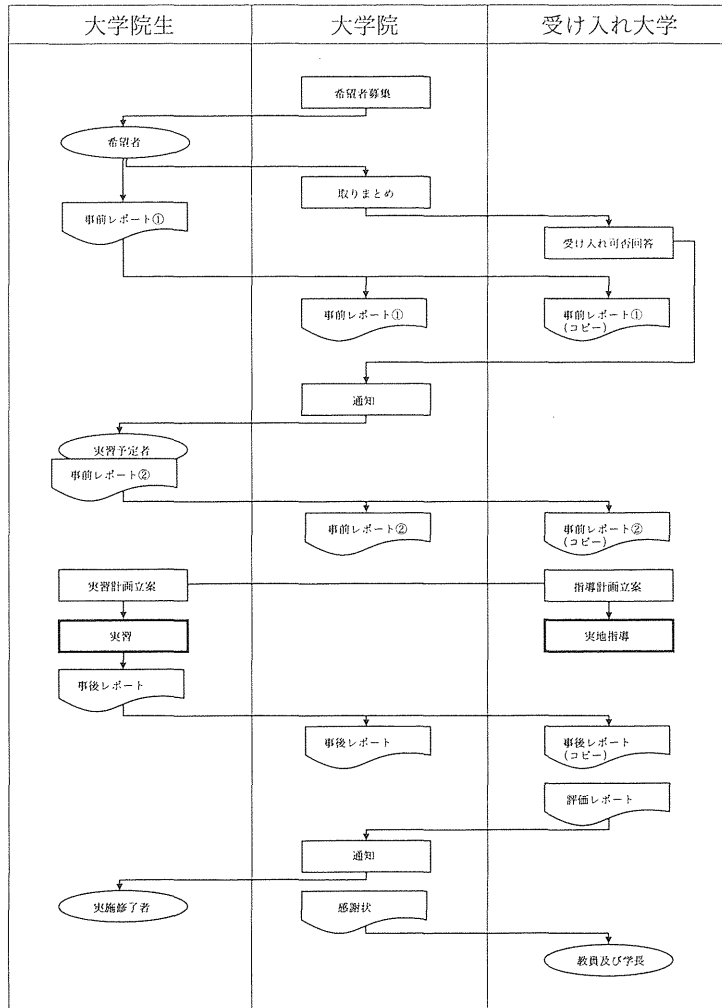 大学院生
大学院
受け入れ大学
希望者募集
希望者
取りまとめ
事前レポート①
受け入れ可否回答
事前レポート①
事前レポート①
(コピー)
通知
実習予定者
事前レポート②
事前レポート②
事前レポート②
(コピー)
実習計画立案
指導計画立案
実習
実地指導
事後レポート
事後レポート
事後レポート
(コピー)
評価レポート
通知
実施修了者
感謝状
教員及び学長